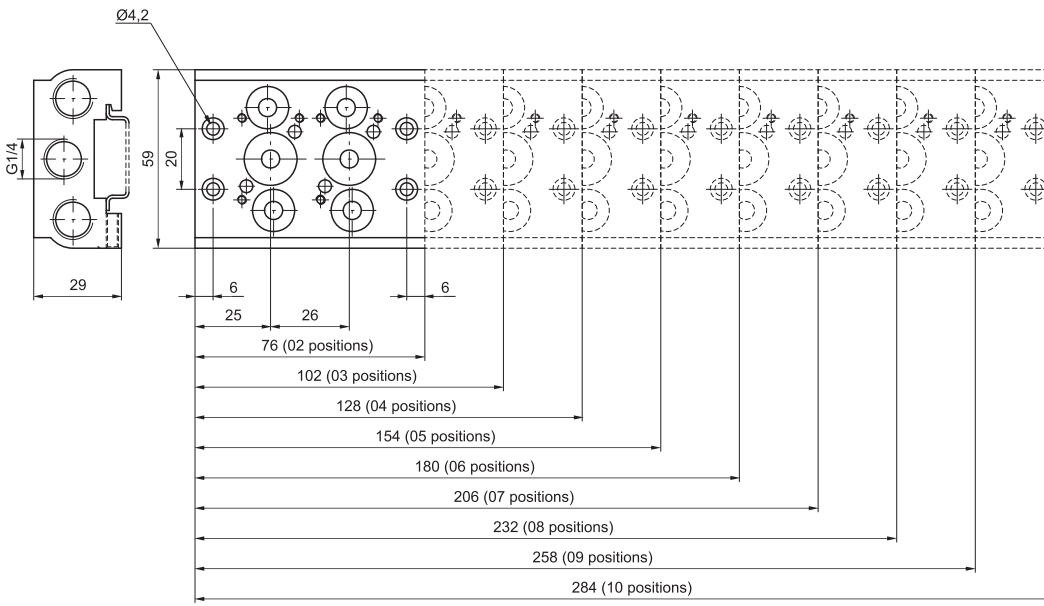 Ø4,2
G1/4
59
20
29
6
6
25
26
76 (02 positions)
102 (03 positions)
128 (04 positions)
154 (05 positions)
180 (06 positions)
206 (07 positions)
232 (08 positions)
258 (09 positions)
284 (10 positions)